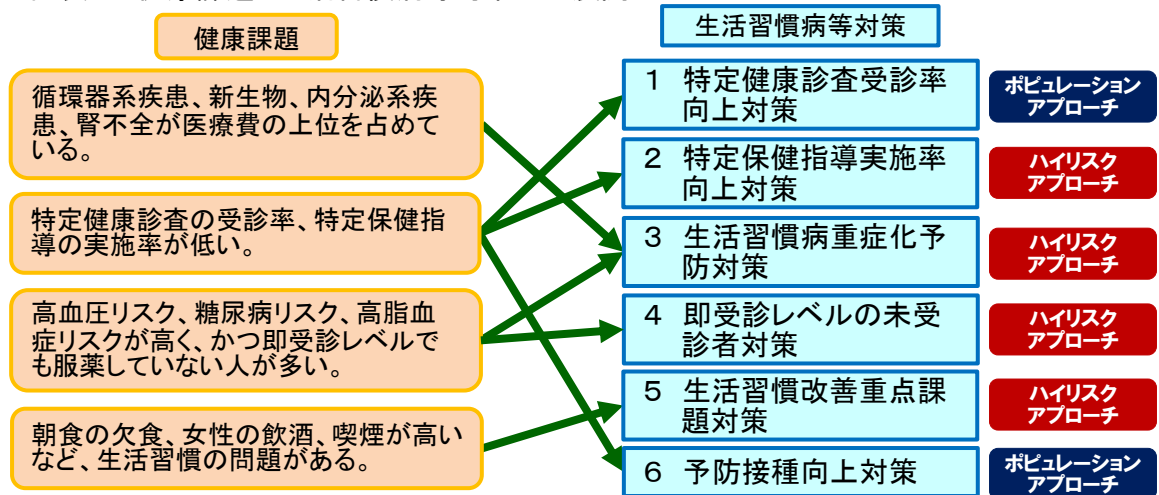 健康課題
生活習慣病等対策
循環器系疾患、新生物、内分泌系疾
患、腎不全が医療費の上位を占めて
いる。
特定健康診査の受診率、特定保健指
導の実施率が低い。
高血圧リスク、糖尿病リスク、高脂血
症リスクが高く、かつ即受診レベルで
も服薬していない人が多い。
朝食の欠食、女性の飲酒、喫煙が高い
など、生活習慣の問題がある。
1 特定健康診査受診率
向上対策
ポピュレーション
アプローチ
2 特定保健指導実施率
向上対策
ハイリスク
アプローチ
3 生活習慣病重症化予
防対策
ハイリスク
アプローチ
4 即受診レベルの未受
診者対策
ハイリスク
アプローチ
5 生活習慣改善重点課
題対策
ハイリスク
アプローチ
6 予防接種向上対策
ポピュレーション
アプローチ